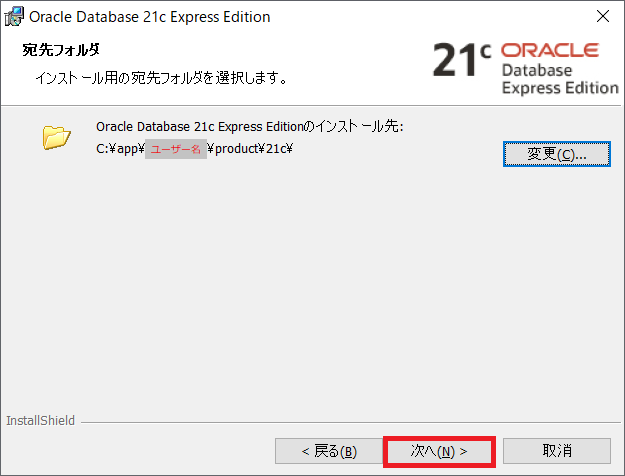 Oracle Database 21c Express Edition
宛先フォルダ
インストール用の宛先フォルダを選択します。
21c ORACLE
Database
Express Edition
Oracle Database 21c Express Editionのインストール先:
C:¥app¥ユーザー名¥product¥21c¥
変更(C)...
InstallShield
< 戻る(B)
次へ(N) >
取消